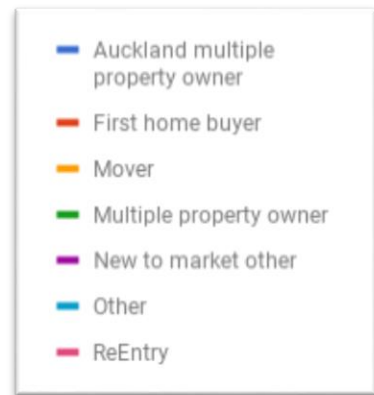 Auckland multiple
property owner
First home buyer
Mover
Multiple property owner
New to market other
Other
ReEntry